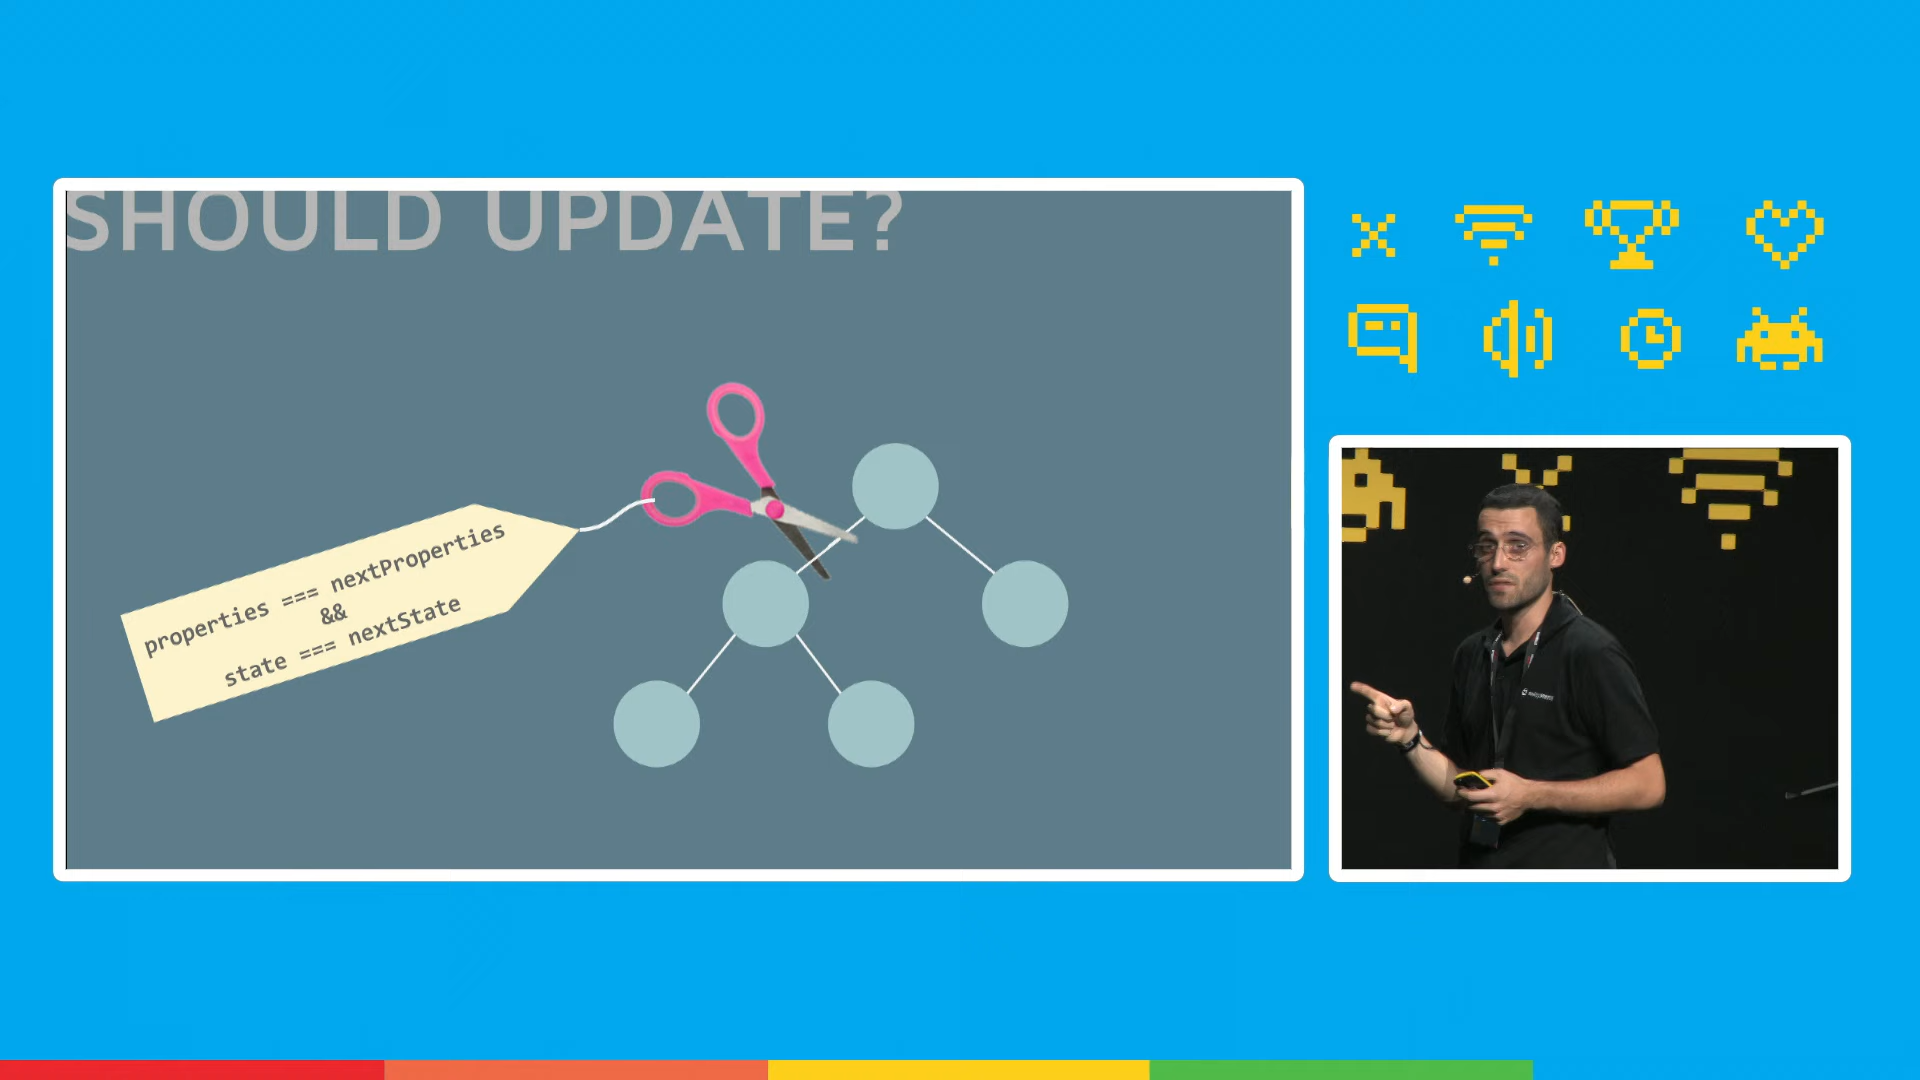 SHOULD UPDATE?
properties === nextProperties
&&
state === nextState